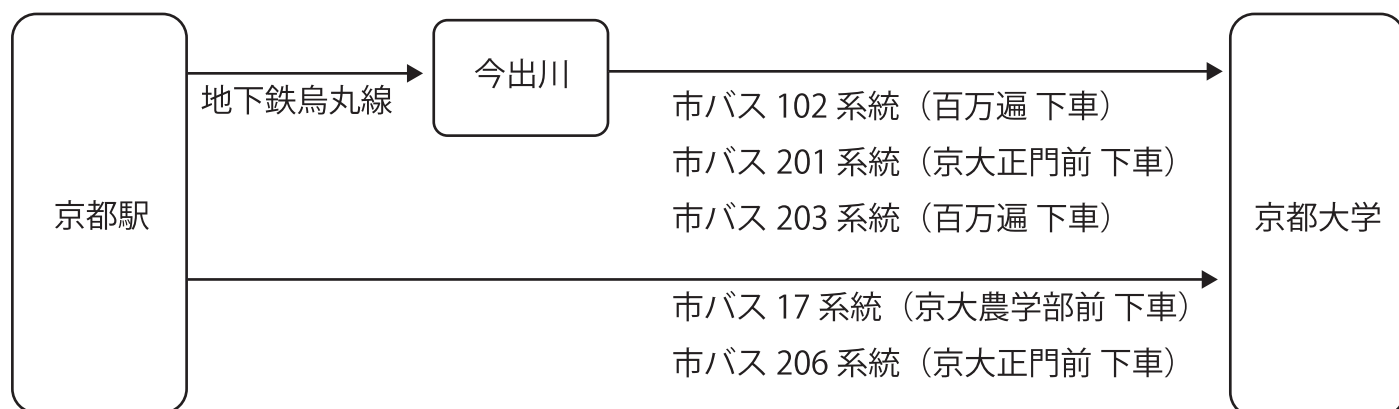 京都駅
地下鉄烏丸線
今出川
市バス 102 系統（百万遍 下車）
市バス 201 系統（京大正門前 下車）
市バス 203 系統（百万遍 下車）
市バス 17 系統（京大農学部前 下車）
市バス 206 系統（京大正門前 下車）
京都大学